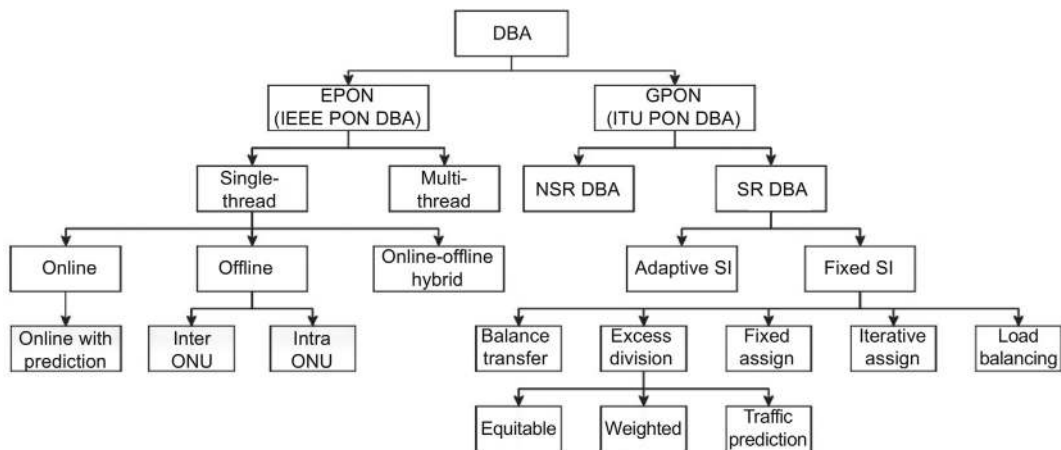 DBA
EPON
(IEEE PON DBA)
GPON
(ITU PON DBA)
Single-
thread
Multi-
thread
NSR DBA
SR DBA
Online
Offline
Online-offline
hybrid
Adaptive SI
Fixed SI
Online with
prediction
Inter
ONU
Intra
ONU
Balance
transfer
Excess
division
Fixed
assign
Iterative
assign
Load
balancing
Equitable
Weighted
Traffic
prediction